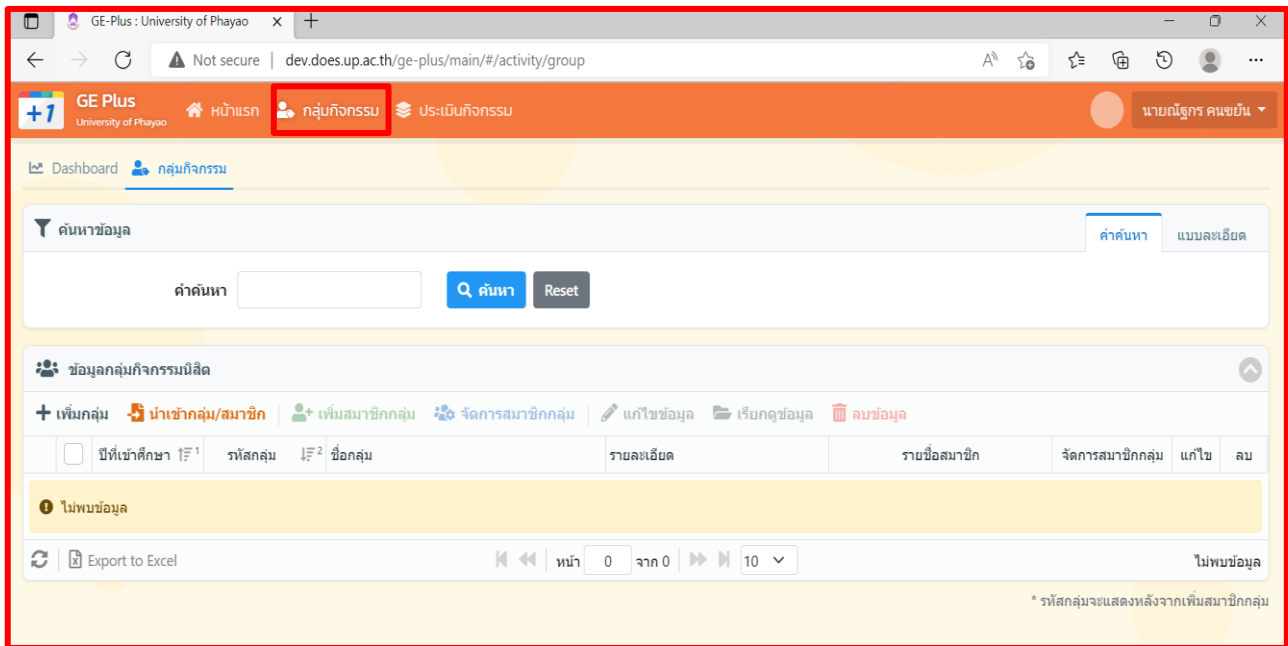 GE-Plus : University of Phayao
Not secure | dev.does.up.ac.th/ge-plus/main/#/activity/group
+1 GE Plus University of Phayao หน้าแรก กลุ่มกิจกรรม ประเมินกิจกรรม นายณัฐกร คนขยัน
Dashboard กลุ่มกิจกรรม
ค้นหาข้อมูล คำค้นหา แบบละเอียด
คำค้นหา ค้นหา Reset
ข้อมูลกลุ่มกิจกรรมนิสิต
เพิ่มกลุ่ม นำเข้ากลุ่ม/สมาชิก เพิ่มสมาชิกกลุ่ม จัดการสมาชิกกลุ่ม แก้ไขข้อมูล เรียกดูข้อมูล ลบข้อมูล
ปีที่เข้าศึกษา 1 รหัสกลุ่ม 2 ชื่อกลุ่ม รายละเอียด รายชื่อสมาชิก จัดการสมาชิกกลุ่ม แก้ไข ลบ
ไม่พบข้อมูล
Export to Excel หน้า 0 จาก 0 10 ไม่พบข้อมูล
* รหัสกลุ่มจะแสดงหลังจากเพิ่มสมาชิกกลุ่ม